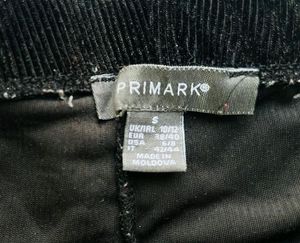 PRIMARK®
S
UK/IRL 10/12
EUR 38/40
USA 6/8
IT 42/44
MADE IN
MOLDOVA